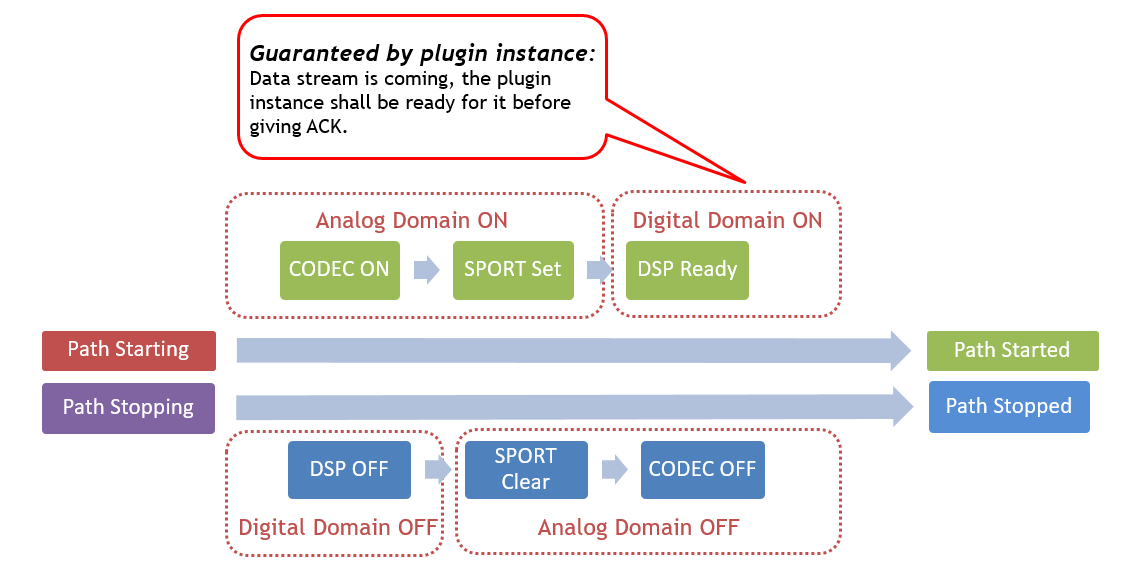 Guaranteed by plugin instance:
Data stream is coming, the plugin
instance shall be ready for it before
giving ACK.
Analog Domain ON
Digital Domain ON
CODEC ON
SPORT Set
DSP Ready
Path Starting
Path Started
Path Stopping
Path Stopped
DSP OFF
SPORT
Clear
CODEC OFF
Digital Domain OFF
Analog Domain OFF